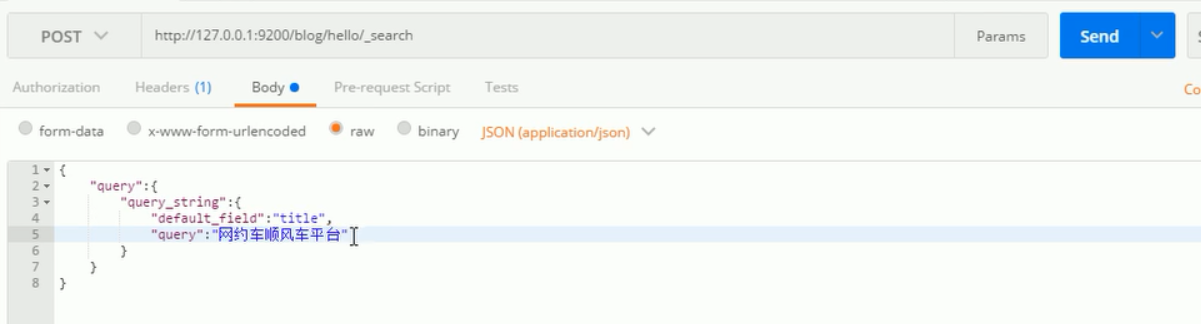 POST http://127.0.0.1:9200/blog/hello/_search Params Send
Authorization Headers (1) Body Pre-request Script Tests Co
form-data x-www-form-urlencoded raw binary JSON (application/json)
1 {
2 "query":{
3 "query_string":{
4 "default_field":"title",
5 "query":"网约车顺风车平台"
6 }
7 }
8 }